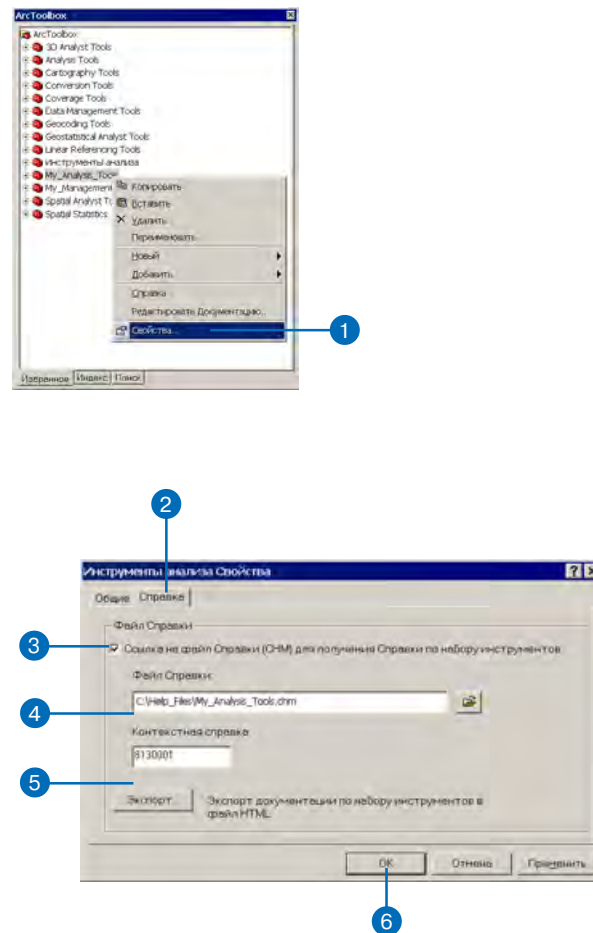 ArcToolbox
ArcToolbox
3D Analyst Tools
Analysis Tools
Cartography Tools
Conversion Tools
Coverage Tools
Data Management Tools
Geocoding Tools
Geostatistical Analyst Tools
Linear Referencing Tools
Инструменты анализа
My_Analysis_Tools
My_Management
Spatial Analyst To
Spatial Statistics
Копировать
Вставить
Удалить
Переименовать
Новый
Добавить
Справка
Редактировать Документацию...
Свойства...
1
Избранное Индекс Поиск
2
Инструменты анализа Свойства
Общие Справка
Файл Справки
3
Ссылка на файл Справки (CHM) для получения Справки по набору инструментов
Файл Справки:
4
C:\Help_Files\My_Analysis_Tools.chm
Контекстная справка
8130001
5
Экспорт... Экспорт документации по набору инструментов в
файл HTML
OK Отмена Применить
6